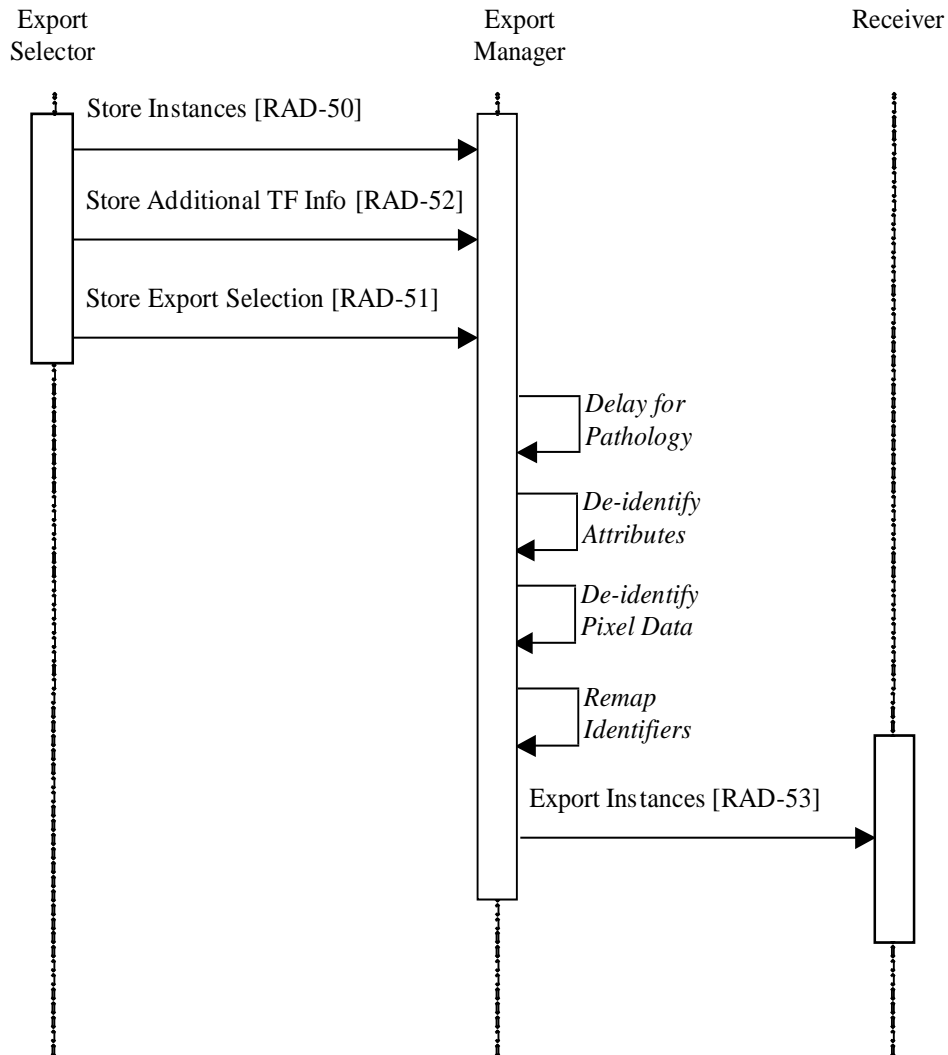 Export
Selector
Export
Manager
Receiver
Store Instances [RAD-50]
Store Additional TF Info [RAD-52]
Store Export Selection [RAD-51]
Delay for
Pathology
De-identify
Attributes
De-identify
Pixel Data
Remap
Identifiers
Export Instances [RAD-53]